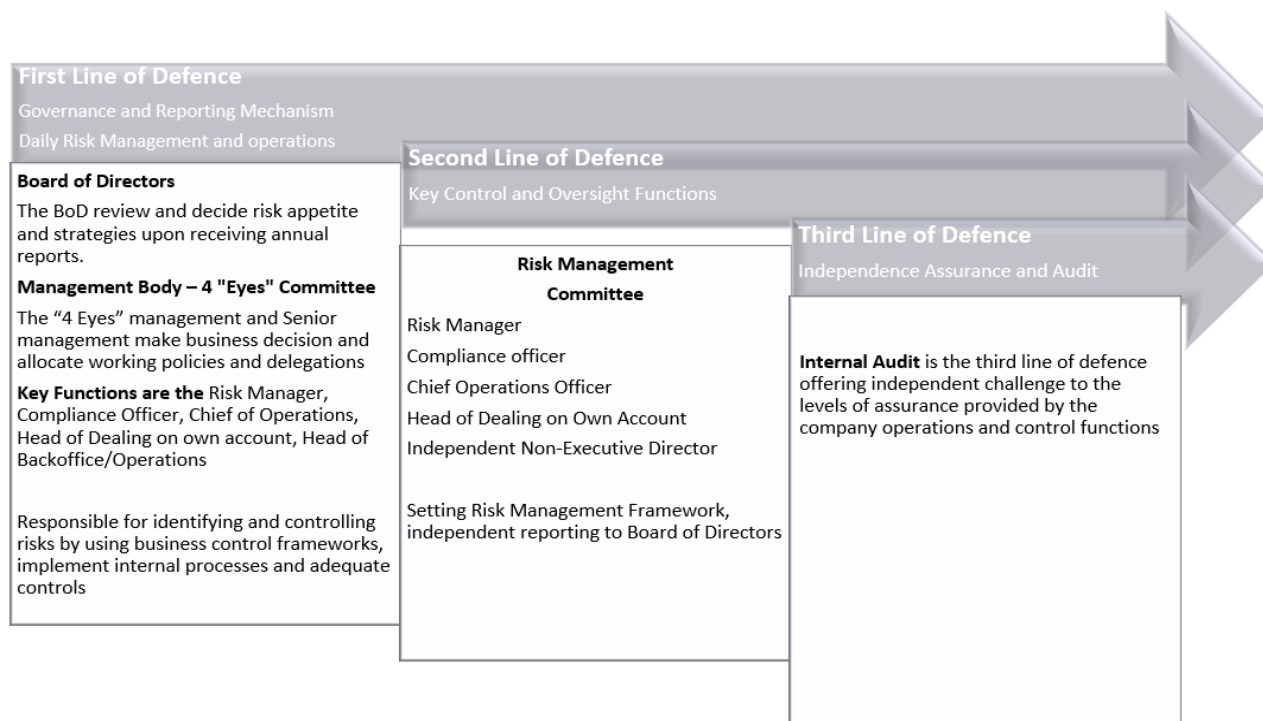 First Line of Defence
Governance and Reporting Mechanism
Daily Risk Management and operations
Board of Directors
The BoD review and decide risk appetite
and strategies upon receiving annual
reports.
Management Body – 4 "Eyes" Committee
The “4 Eyes” management and Senior
management make business decision and
allocate working policies and delegations
Key Functions are the Risk Manager,
Compliance Officer, Chief of Operations,
Head of Dealing on own account, Head of
Backoffice/Operations
Responsible for identifying and controlling
risks by using business control frameworks,
implement internal processes and adequate
controls
Second Line of Defence
Key Control and Oversight Functions
Risk Management
Committee
Risk Manager
Compliance officer
Chief Operations Officer
Head of Dealing on Own Account
Independent Non-Executive Director
Setting Risk Management Framework,
independent reporting to Board of Directors
Third Line of Defence
Independence Assurance and Audit
Internal Audit is the third line of defence
offering independent challenge to the
levels of assurance provided by the
company operations and control functions